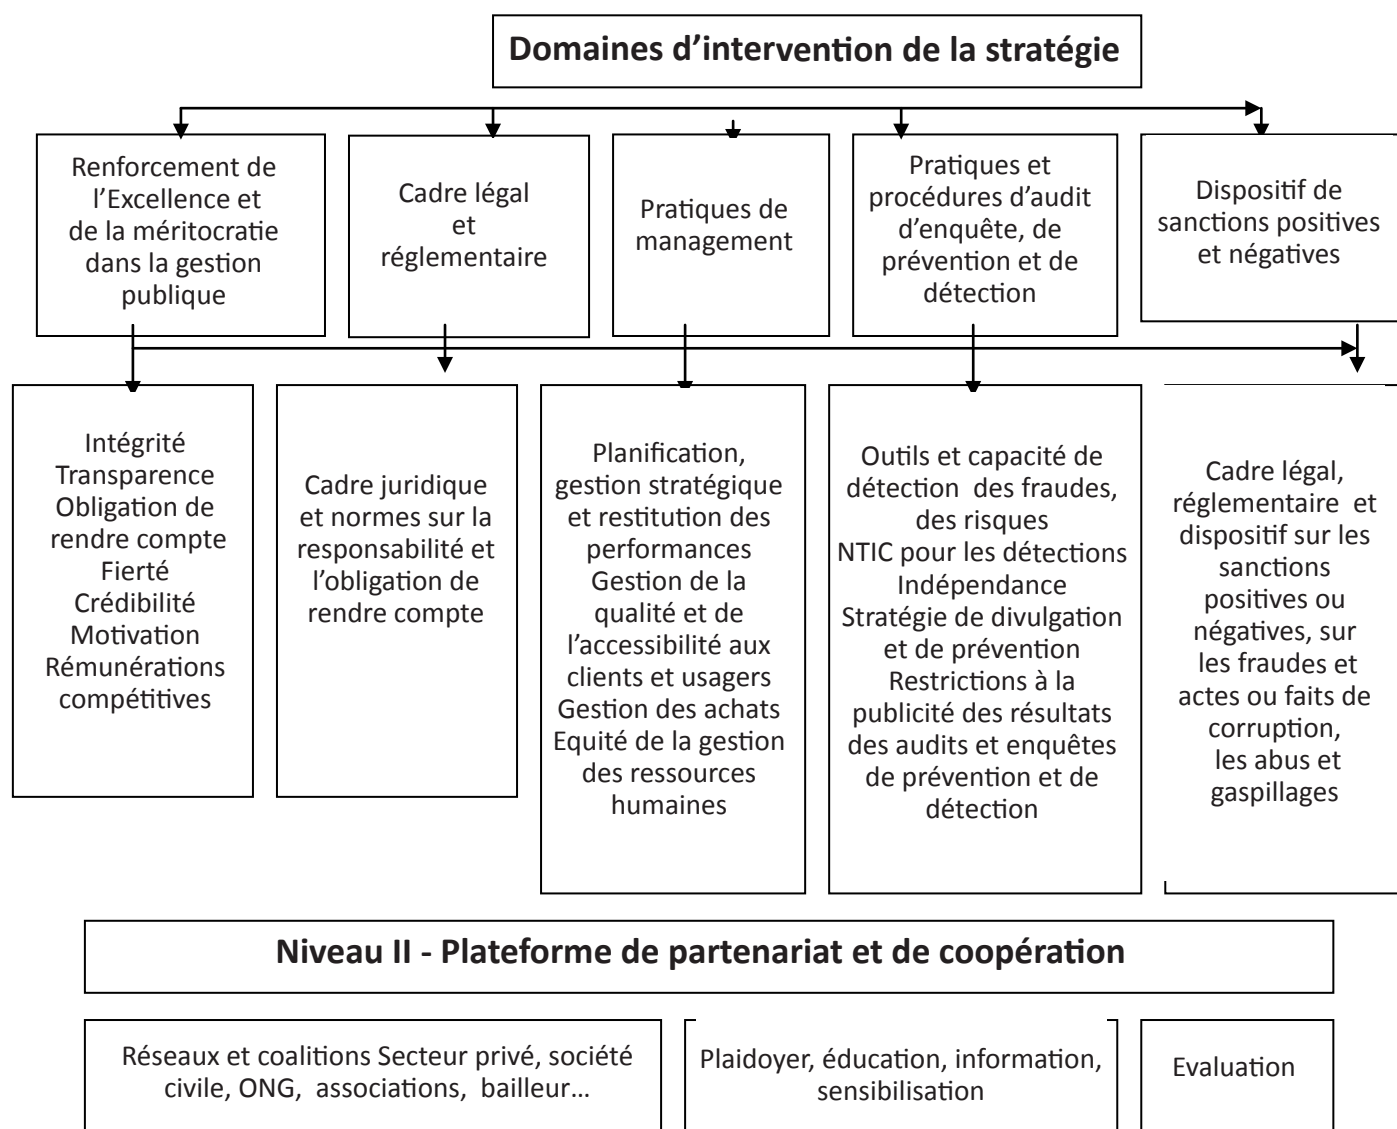 Domaines d’intervention de la stratégie
Renforcement de
l’Excellence et
de la méritocratie
dans la gestion
publique
Cadre légal
et
réglementaire
Pratiques de
management
Pratiques et
procédures d’audit
d’enquête, de
prévention et de
détection
Dispositif de
sanctions positives
et négatives
Intégrité
Transparence
Obligation de
rendre compte
Fierté
Crédibilité
Motivation
Rémunérations
compétitives
Cadre juridique
et normes sur la
responsabilité et
l’obligation de
rendre compte
Planification,
gestion stratégique
et restitution des
performances
Gestion de la
qualité et de
l’accessibilité aux
clients et usagers
Gestion des achats
Equité de la gestion
des ressources
humaines
Outils et capacité de
détection des fraudes,
des risques
NTIC pour les détections
Indépendance
Stratégie de divulgation
et de prévention
Restrictions à la
publicité des résultats
des audits et enquêtes
de prévention et de
détection
Cadre légal,
réglementaire et
dispositif sur les
sanctions
positives ou
négatives, sur
les fraudes et
actes ou faits de
corruption,
les abus et
gaspillages
Niveau II - Plateforme de partenariat et de coopération
Réseaux et coalitions Secteur privé, société
civile, ONG, associations, bailleur…
Plaidoyer, éducation, information,
sensibilisation
Evaluation